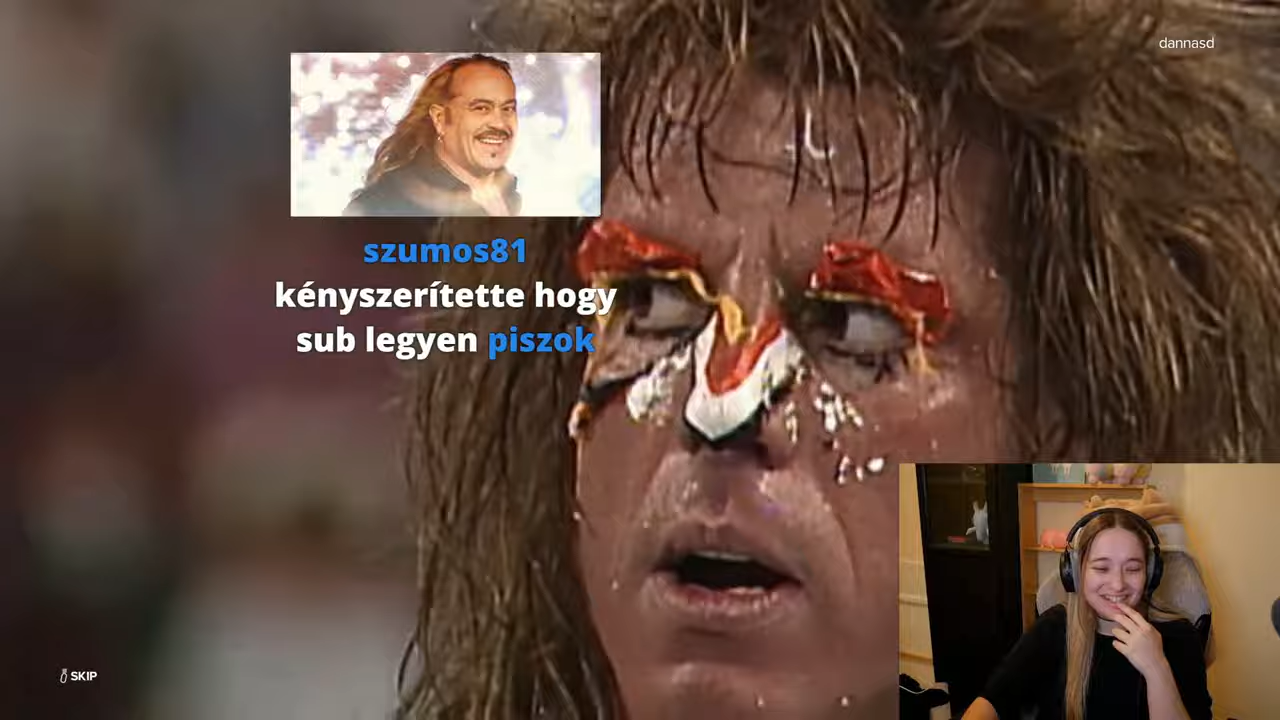 dannasd
szumos81
kényszerítette hogy
sub legyen piszok
SKIP